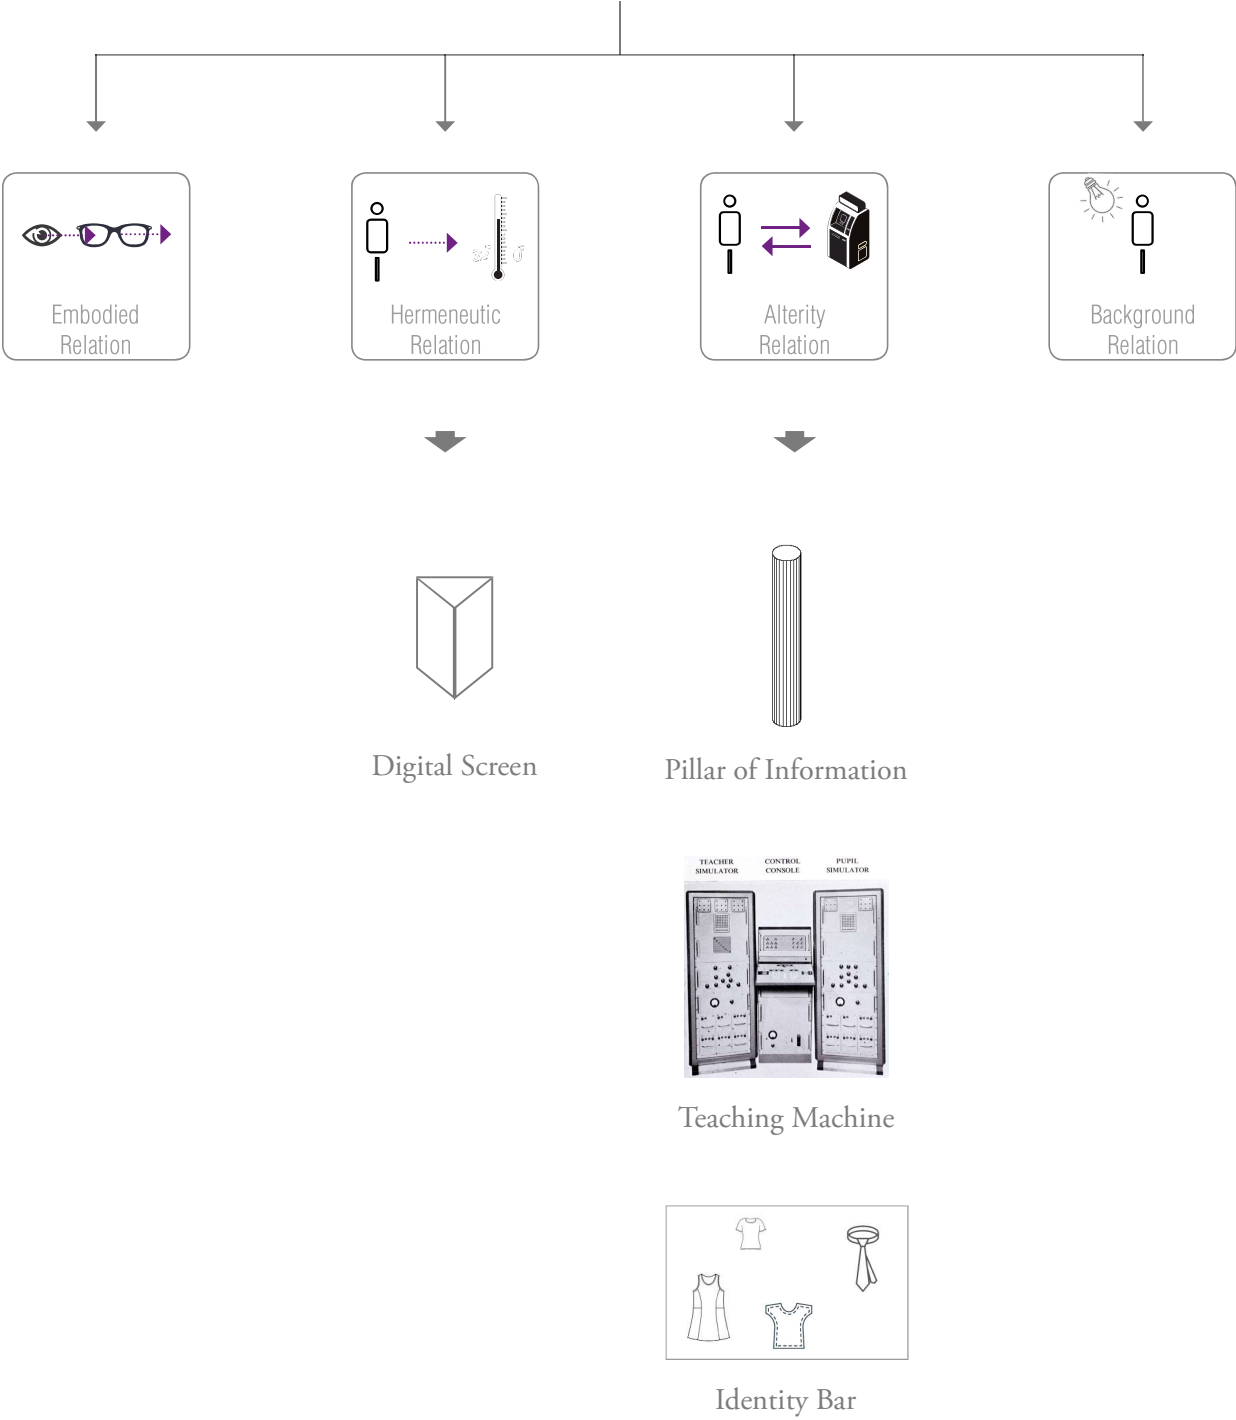 Embodied
Relation
Hermeneutic
Relation
Alterity
Relation
Background
Relation
Digital Screen
Pillar of Information
TEACHER
SIMULATOR
CONTROL
CONSOLE
PUPIL
SIMULATOR
Teaching Machine
Identity Bar